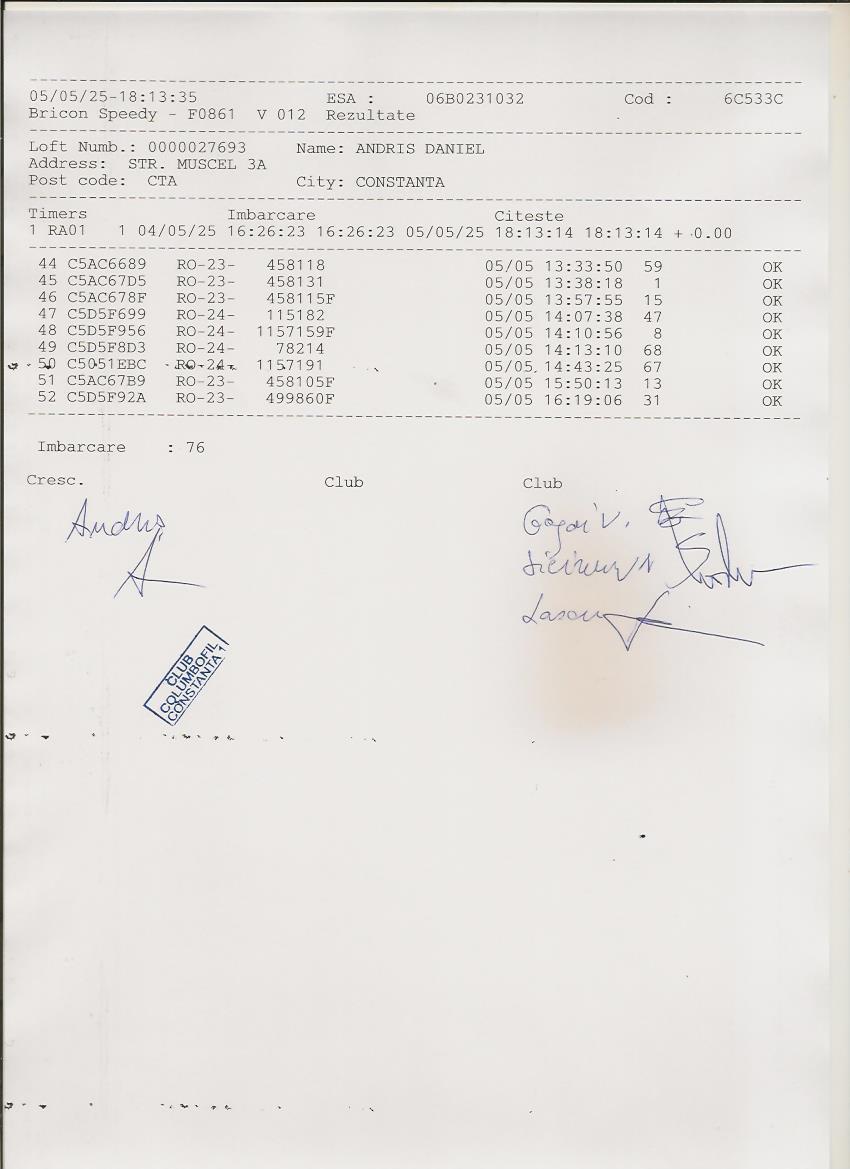 05/05/25-18:13:35 ESA : 06B0231032 Cod : 6C533C
Bricon Speedy - F0861 V 012 Rezultate
Loft Numb.: 0000027693 Name: ANDRIS DANIEL
Address: STR. MUSCEL 3A
Post code: CTA City: CONSTANTA
Timers Imbarcare Citeste
1 RA01 1 04/05/25 16:26:23 16:26:23 05/05/25 18:13:14 18:13:14 + 0.00
44 C5AC6689 RO-23- 458118 05/05 13:33:50 59 OK
45 C5AC67D5 RO-23- 458131 05/05 13:38:18 1 OK
46 C5AC678F RO-23- 458115F 05/05 13:57:55 15 OK
47 C5D5F699 RO-24- 115182 05/05 14:07:38 47 OK
48 C5D5F956 RO-24- 1157159F 05/05 14:10:56 8 OK
49 C5D5F8D3 RO-24- 78214 05/05 14:13:10 68 OK
50 C5051EBC RO-24- 1157191 05/05 14:43:25 67 OK
51 C5AC67B9 RO-23- 458105F 05/05 15:50:13 13 OK
52 C5D5F92A RO-23- 499860F 05/05 16:19:06 31 OK
Imbarcare : 76
Cresc. Club Club
Andris
CLUB
COLUMBOFIL
CONSTANTA 1